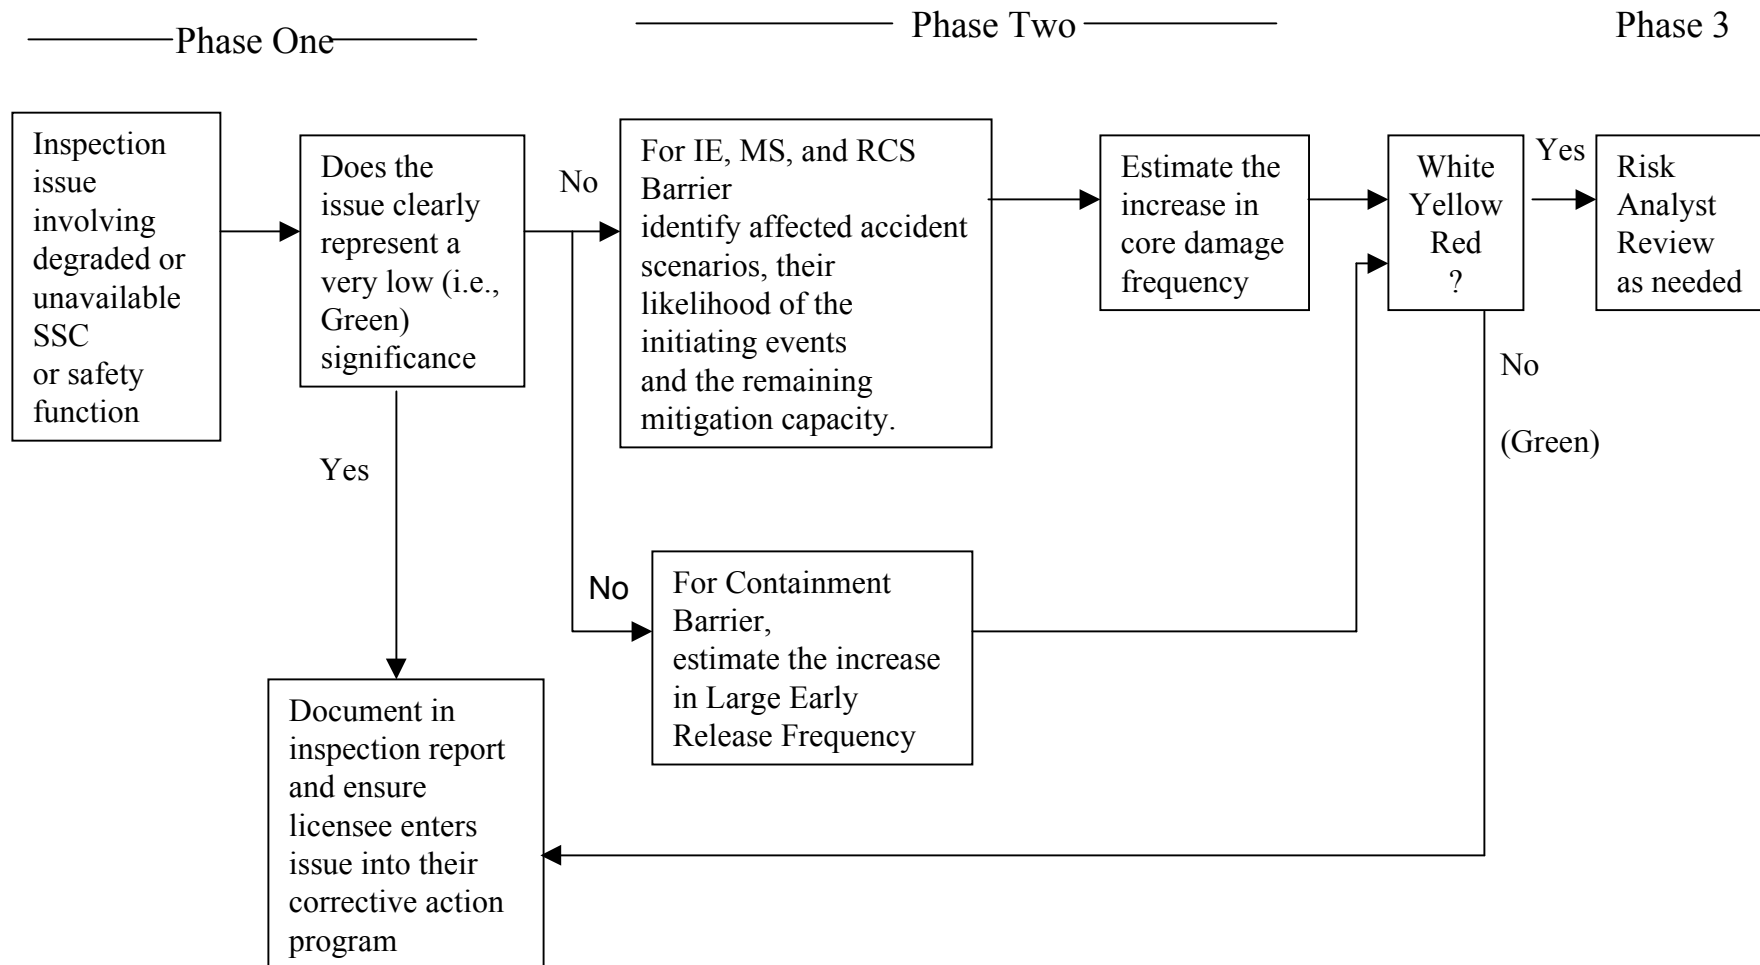 Phase One
Phase Two
Phase 3
Inspection
issue
involving
degraded or
unavailable
SSC
or safety
function
Does the
issue clearly
represent a
very low (i.e.,
Green)
significance
No
For IE, MS, and RCS
Barrier
identify affected accident
scenarios, their
likelihood of the
initiating events
and the remaining
mitigation capacity.
Estimate the
increase in
core damage
frequency
White
Yellow
Red
?
Yes
Risk
Analyst
Review
as needed
No
(Green)
Yes
No
For Containment
Barrier,
estimate the increase
in Large Early
Release Frequency
Document in
inspection report
and ensure
licensee enters
issue into their
corrective action
program